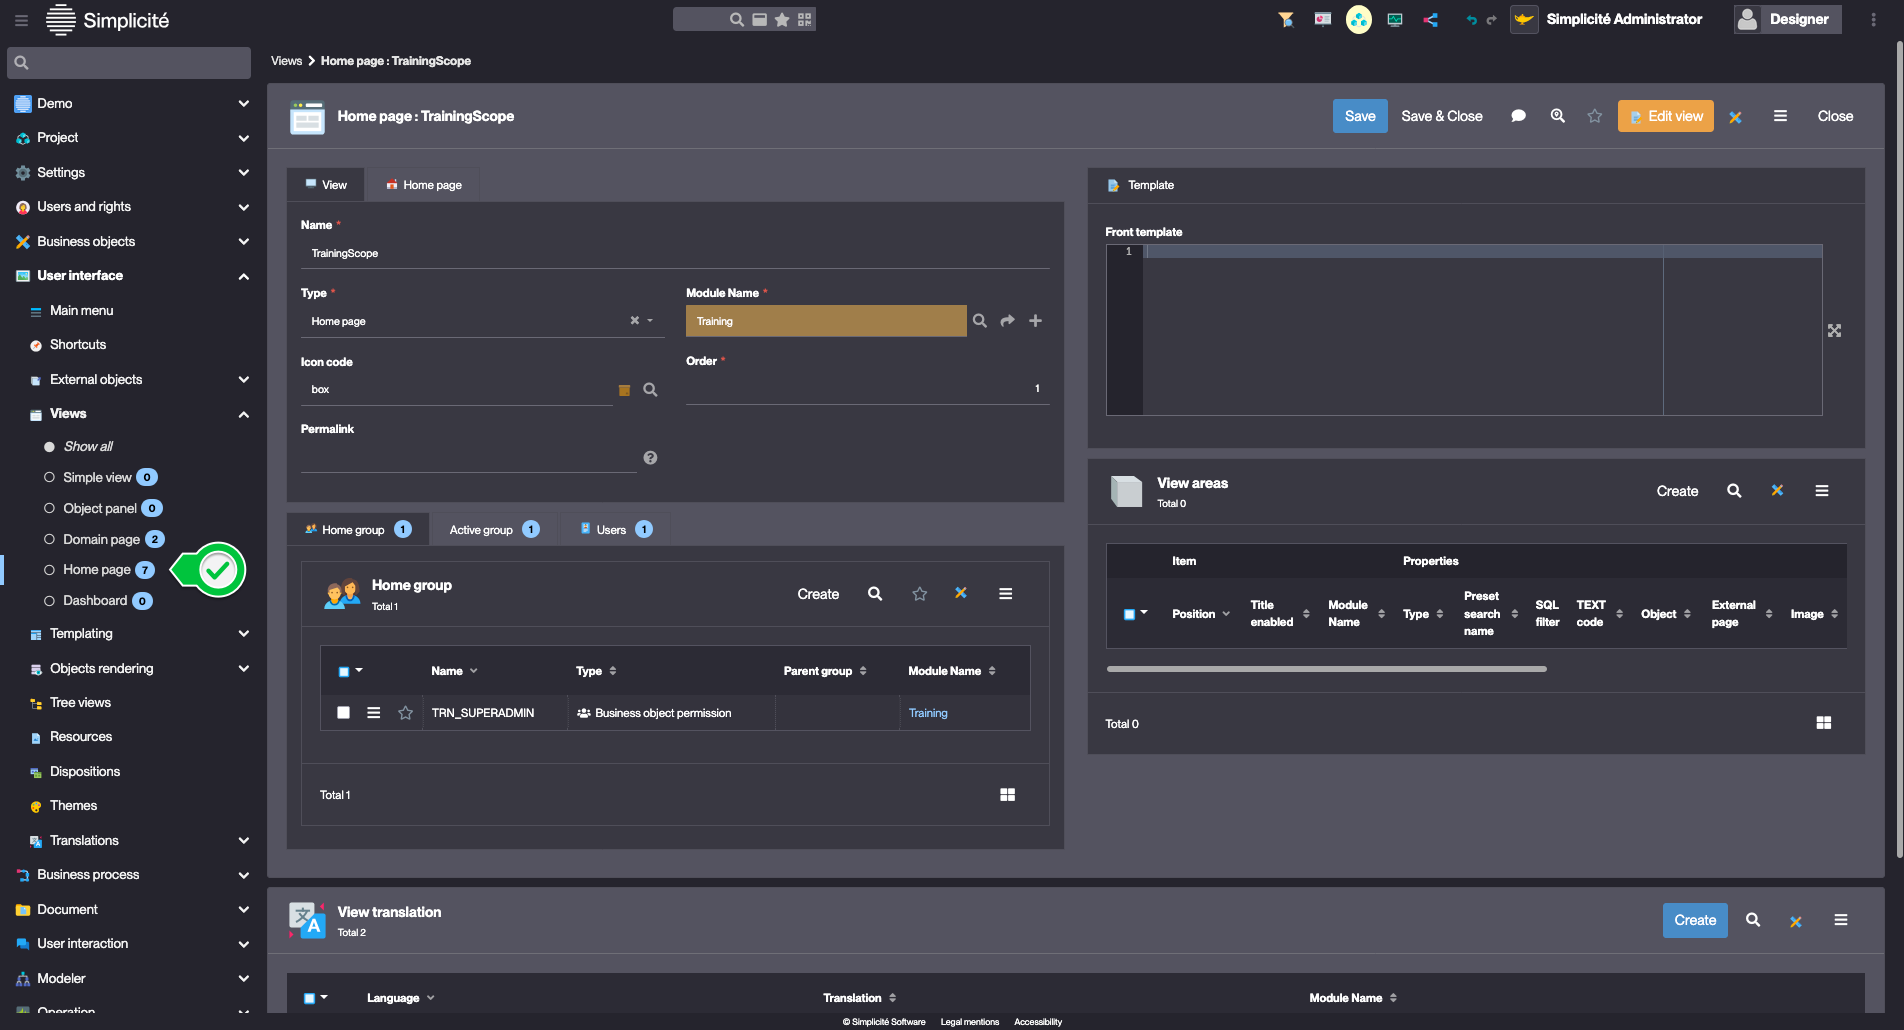 Simplicité
Simplicité Administrator
Designer
Views
Home page : TrainingScope
Demo
Project
Settings
Users and rights
Business objects
User interface
Main menu
Shortcuts
External objects
Views
Show all
Simple view 0
Object panel 0
Domain page 2
Home page 7
Dashboard 0
Templating
Objects rendering
Tree views
Resources
Dispositions
Themes
Translations
Business process
Document
User interaction
Modeler
Operation
Home page : TrainingScope
Save
Save & Close
Edit view
Close
View
Home page
Name *
TrainingScope
Type *
Home page
Module Name *
Training
Icon code
box
Order *
1
Permalink
Template
Front template
1
Home group 1
Active group 1
Users 1
Home group
Total 1
Create
Name
Type
Parent group
Module Name
TRN_SUPERADMIN
Business object permission
Training
Total 1
View areas
Total 0
Create
Item
Properties
Position
Title enabled
Module Name
Type
Preset search name
SQL filter
TEXT code
Object
External page
Image
Total 0
View translation
Total 2
Create
Language
Translation
Module Name
© Simplicité Software
Legal mentions
Accessibility